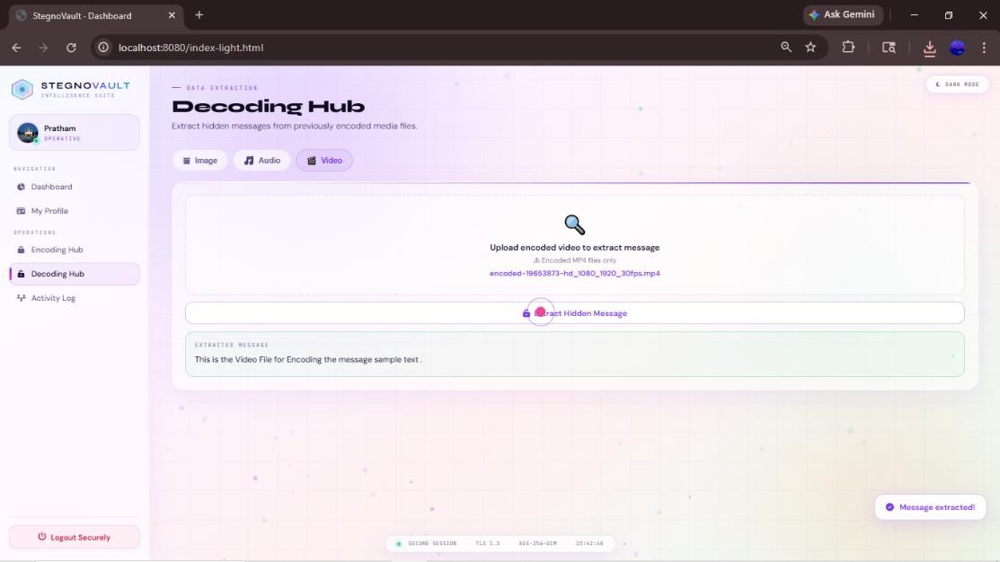 StegnoVault · Dashboard
Ask Gemini
localhost:8080/index-light.html
STEGNOVAULT
INTELLIGENCE SUITE
Pratham
OPERATIVE
NAVIGATION
Dashboard
My Profile
OPERATIONS
Encoding Hub
Decoding Hub
Activity Log
Logout Securely
DATA EXTRACTION
DARK MODE
Decoding Hub
Extract hidden messages from previously encoded media files.
Image
Audio
Video
Upload encoded video to extract message
⚠ Encoded MP4 files only
encoded-19653873-hd_1080_1920_30fps.mp4
Extract Hidden Message
EXTRACTED MESSAGE
This is the Video File for Encoding the message sample text .
Message extracted!
SECURE SESSION · TLS 1.3 · AES-256-GCM · 23:42:48